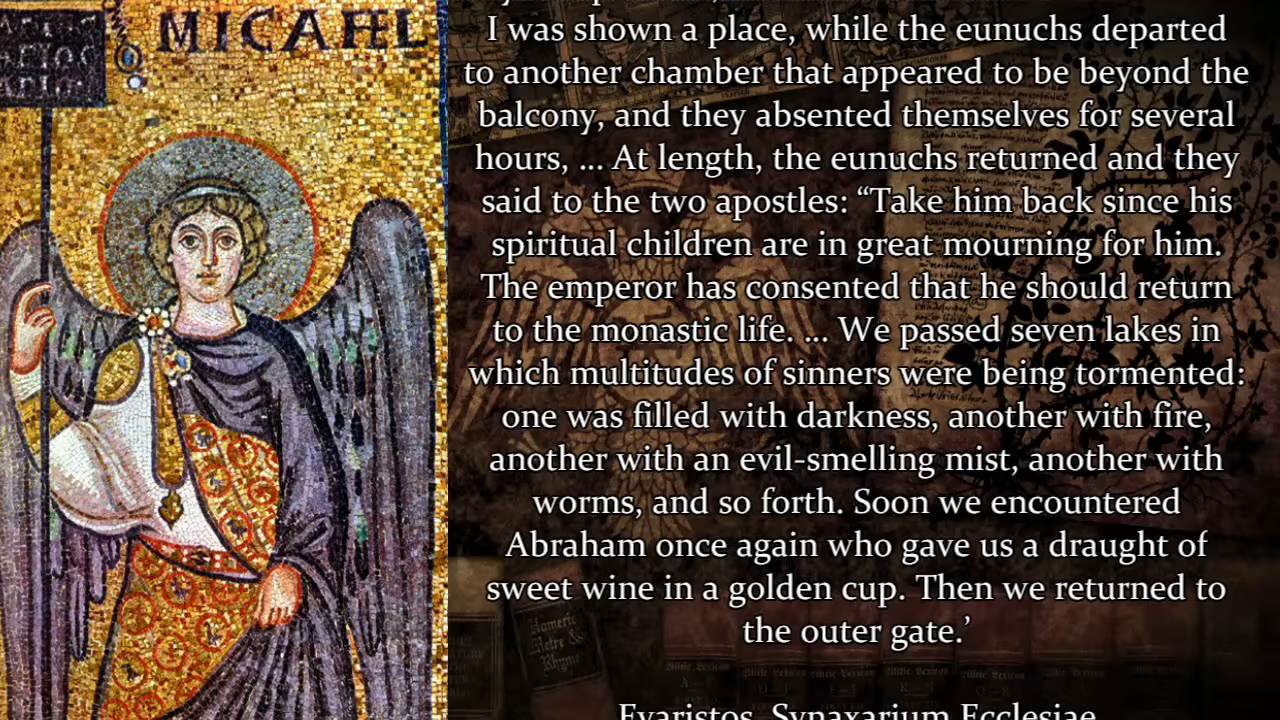 MICAHL
I was shown a place, while the eunuchs departed
to another chamber that appeared to be beyond the
balcony, and they absented themselves for several
hours, ... At length, the eunuchs returned and they
said to the two apostles: “Take him back since his
spiritual children are in great mourning for him.
The emperor has consented that he should return
to the monastic life. ... We passed seven lakes in
which multitudes of sinners were being tormented:
one was filled with darkness, another with fire,
another with an evil-smelling mist, another with
worms, and so forth. Soon we encountered
Abraham once again who gave us a draught of
sweet wine in a golden cup. Then we returned to
the outer gate.’
Evaristos, Synaxarium Ecclesiae
Homeric
Metre &
Rhyme